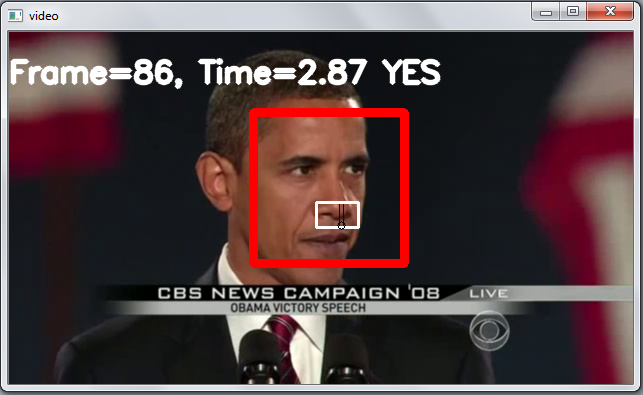 video
Frame=86, Time=2.87 YES
CBS NEWS CAMPAIGN '08 LIVE
OBAMA VICTORY SPEECH